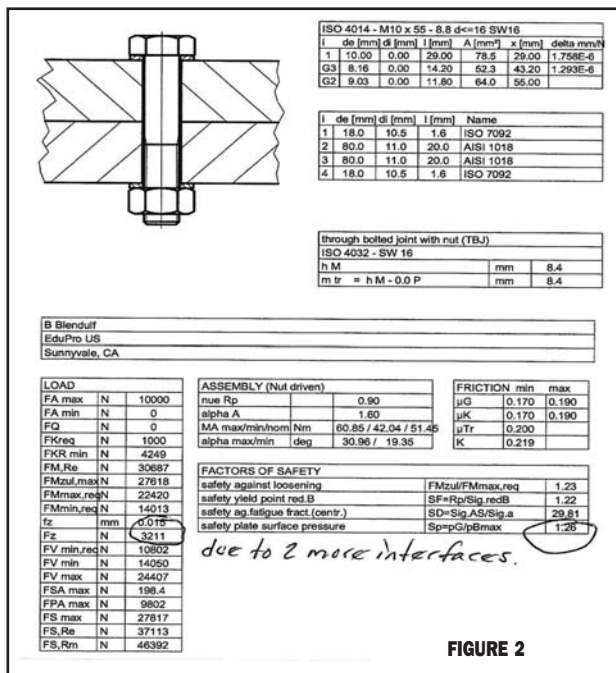 ISO 4014 - M10 x 55 - 8.8 d<=16 SW16
i de [mm] di [mm] l [mm] A [mm²] x [mm] delta mm/N
1 10.00 0.00 29.00 78.5 29.00 1.758E-6
G3 8.16 0.00 14.20 52.3 43.20 1.293E-6
G2 9.03 0.00 11.80 64.0 55.00
i de [mm] di [mm] l [mm] Name
1 18.0 10.5 1.6 ISO 7092
2 80.0 11.0 20.0 AISI 1018
3 80.0 11.0 20.0 AISI 1018
4 18.0 10.5 1.6 ISO 7092
through bolted joint with nut (TBJ)
ISO 4032 - SW 16
h M mm 8.4
m tr = h M - 0.0 P mm 8.4
B Blendulf
EduPro US
Sunnyvale, CA
LOAD
FA max N 10000
FA min N 0
FQ N 0
FKreq N 1000
FKR min N 4249
FM,Re N 30687
FMzul,max N 27618
FMmax,req N 22420
FMmin,req N 14013
fz mm 0.015
Fz N 3211
FV min,req N 10802
FV min N 14050
FV max N 24407
FSA max N 198.4
FPA max N 9802
FS max N 27817
FS,Re N 37113
FS,Rm N 46392
ASSEMBLY (Nut driven)
nue Rp 0.90
alpha A 1.60
MA max/min/nom Nm 60.85 / 42.04 / 51.45
alpha max/min deg 30.96 / 19.35
FRICTION min max
µG 0.170 0.190
µK 0.170 0.190
µTr 0.200
K 0.219
FACTORS OF SAFETY
safety against loosening FMzul/FMmax,req 1.23
safety yield point red.B SF=Rp/Sig.redB 1.22
safety ag.fatigue fract.(centr.) SD=Sig.AS/Sig.a 29.81
safety plate surface pressure Sp=pG/pBmax 1.26
due to 2 more interfaces.
FIGURE 2